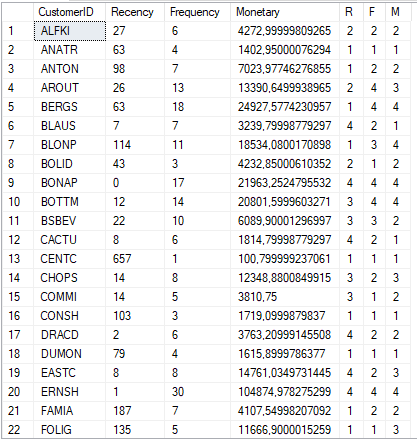 CustomerID Recency Frequency Monetary R F M
1 ALFKI 27 6 4272,99999809265 2 2 2
2 ANATR 63 4 1402,95000076294 1 1 1
3 ANTON 98 7 7023,97746276855 1 2 2
4 AROUT 26 13 13390,6499938965 2 4 3
5 BERGS 63 18 24927,5774230957 1 4 4
6 BLAUS 7 7 3239,79998779297 4 2 1
7 BLONP 114 11 18534,0800170898 1 3 4
8 BOLID 43 3 4232,85000610352 2 1 2
9 BONAP 0 17 21963,2524795532 4 4 4
10 BOTTM 12 14 20801,5999603271 3 4 4
11 BSBEV 22 10 6089,90001296997 3 3 2
12 CACTU 8 6 1814,79998779297 4 2 1
13 CENTC 657 1 100,799999237061 1 1 1
14 CHOPS 14 8 12348,8800849915 3 2 3
15 COMMI 14 5 3810,75 3 1 2
16 CONSH 103 3 1719,0999879837 1 1 1
17 DRACD 2 6 3763,20999145508 4 2 2
18 DUMON 79 4 1615,8999786377 1 1 1
19 EASTC 8 8 14761,0349731445 4 2 3
20 ERNSH 1 30 104874,978275299 4 4 4
21 FAMIA 187 7 4107,54998207092 1 2 2
22 FOLIG 135 5 11666,9000015259 1 1 3